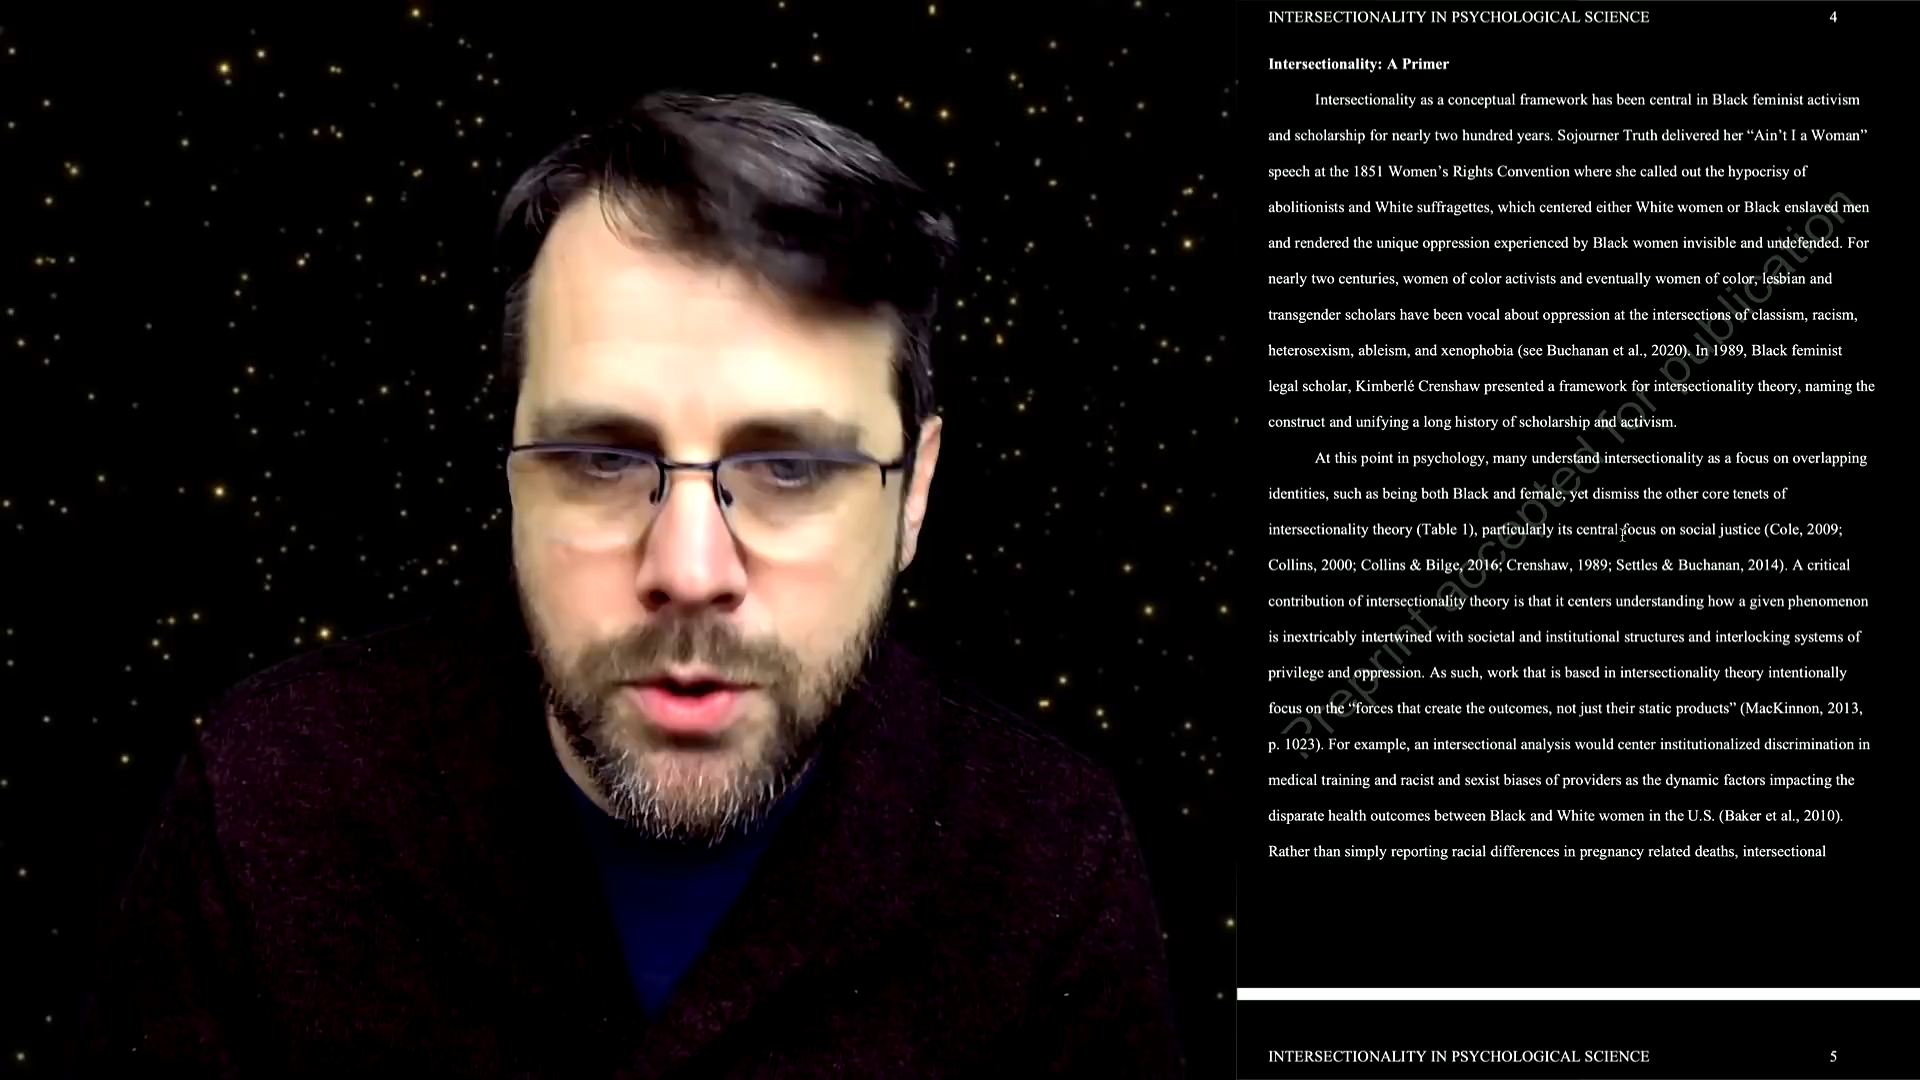 INTERSECTIONALITY IN PSYCHOLOGICAL SCIENCE 4
Intersectionality: A Primer
Intersectionality as a conceptual framework has been central in Black feminist activism
and scholarship for nearly two hundred years. Sojourner Truth delivered her “Ain’t I a Woman”
speech at the 1851 Women’s Rights Convention where she called out the hypocrisy of
abolitionists and White suffragettes, which centered either White women or Black enslaved men
and rendered the unique oppression experienced by Black women invisible and undefended. For
nearly two centuries, women of color activists and eventually women of color, lesbian and
transgender scholars have been vocal about oppression at the intersections of classism, racism,
heterosexism, ableism, and xenophobia (see Buchanan et al., 2020). In 1989, Black feminist
legal scholar, Kimberlé Crenshaw presented a framework for intersectionality theory, naming the
construct and unifying a long history of scholarship and activism.
At this point in psychology, many understand intersectionality as a focus on overlapping
identities, such as being both Black and female, yet dismiss the other core tenets of
intersectionality theory (Table 1), particularly its central focus on social justice (Cole, 2009;
Collins, 2000; Collins & Bilge, 2016; Crenshaw, 1989; Settles & Buchanan, 2014). A critical
contribution of intersectionality theory is that it centers understanding how a given phenomenon
is inextricably intertwined with societal and institutional structures and interlocking systems of
privilege and oppression. As such, work that is based in intersectionality theory intentionally
focus on the “forces that create the outcomes, not just their static products” (MacKinnon, 2013,
p. 1023). For example, an intersectional analysis would center institutionalized discrimination in
medical training and racist and sexist biases of providers as the dynamic factors impacting the
disparate health outcomes between Black and White women in the U.S. (Baker et al., 2010).
Rather than simply reporting racial differences in pregnancy related deaths, intersectional
Preprint accepted for publication
INTERSECTIONALITY IN PSYCHOLOGICAL SCIENCE 5